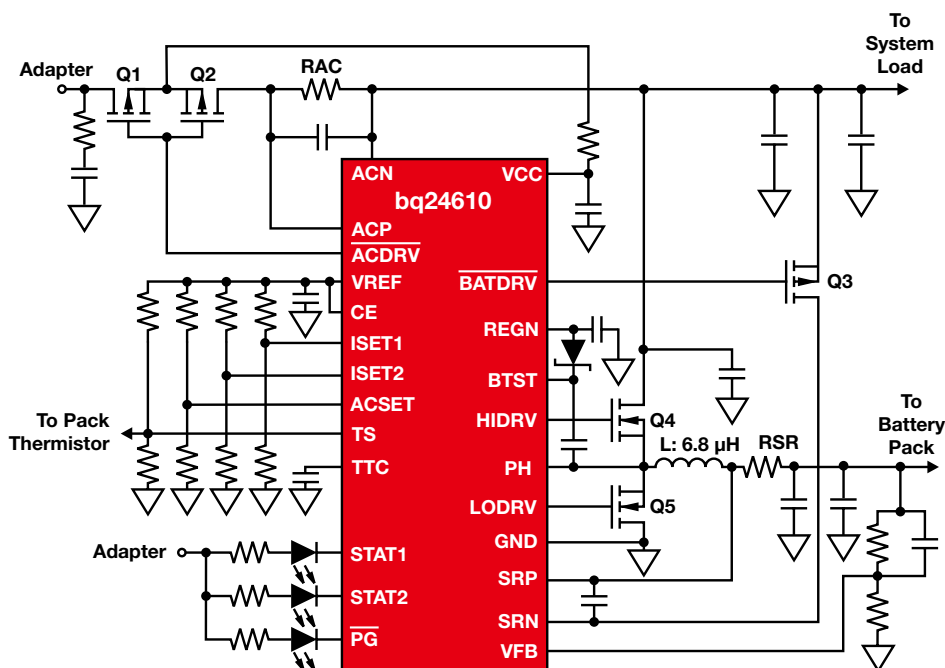 To
System
Load
Adapter
Q1
Q2
RAC
ACN
VCC
bq24610
ACP
ACDRV
VREF
BATDRV
Q3
CE
REGN
ISET1
ISET2
BTST
ACSET
HIDRV
Q4
To Pack
Thermistor
TS
To
Battery
Pack
L: 6.8 µH
RSR
TTC
PH
LODRV
Q5
GND
Adapter
STAT1
SRP
STAT2
SRN
PG
VFB